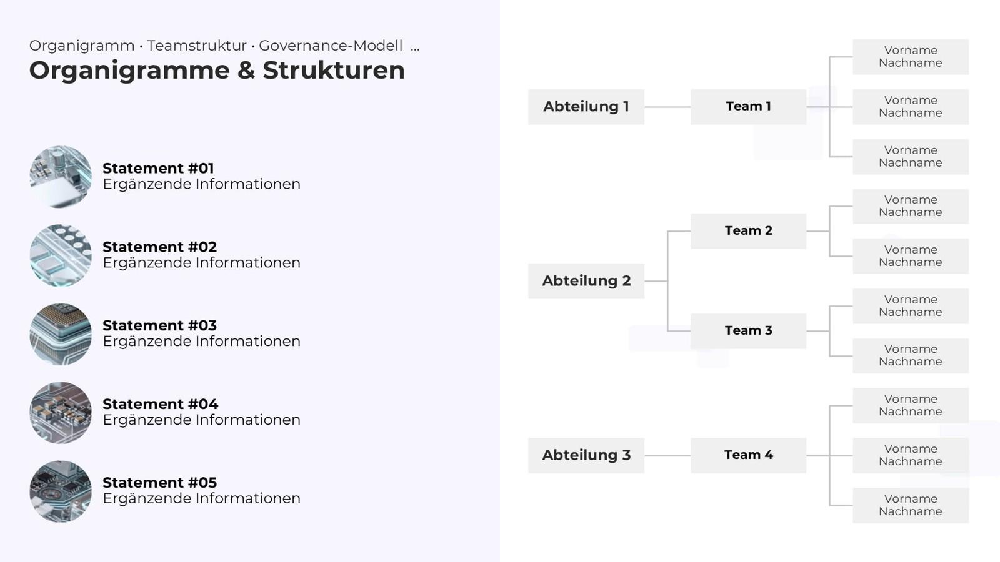 Organigramm • Teamstruktur • Governance-Modell ...
Organigramme & Strukturen
Statement #01
Ergänzende Informationen
Statement #02
Ergänzende Informationen
Statement #03
Ergänzende Informationen
Statement #04
Ergänzende Informationen
Statement #05
Ergänzende Informationen
Abteilung 1
Team 1
Vorname
Nachname
Vorname
Nachname
Vorname
Nachname
Abteilung 2
Team 2
Vorname
Nachname
Vorname
Nachname
Team 3
Vorname
Nachname
Vorname
Nachname
Abteilung 3
Team 4
Vorname
Nachname
Vorname
Nachname
Vorname
Nachname